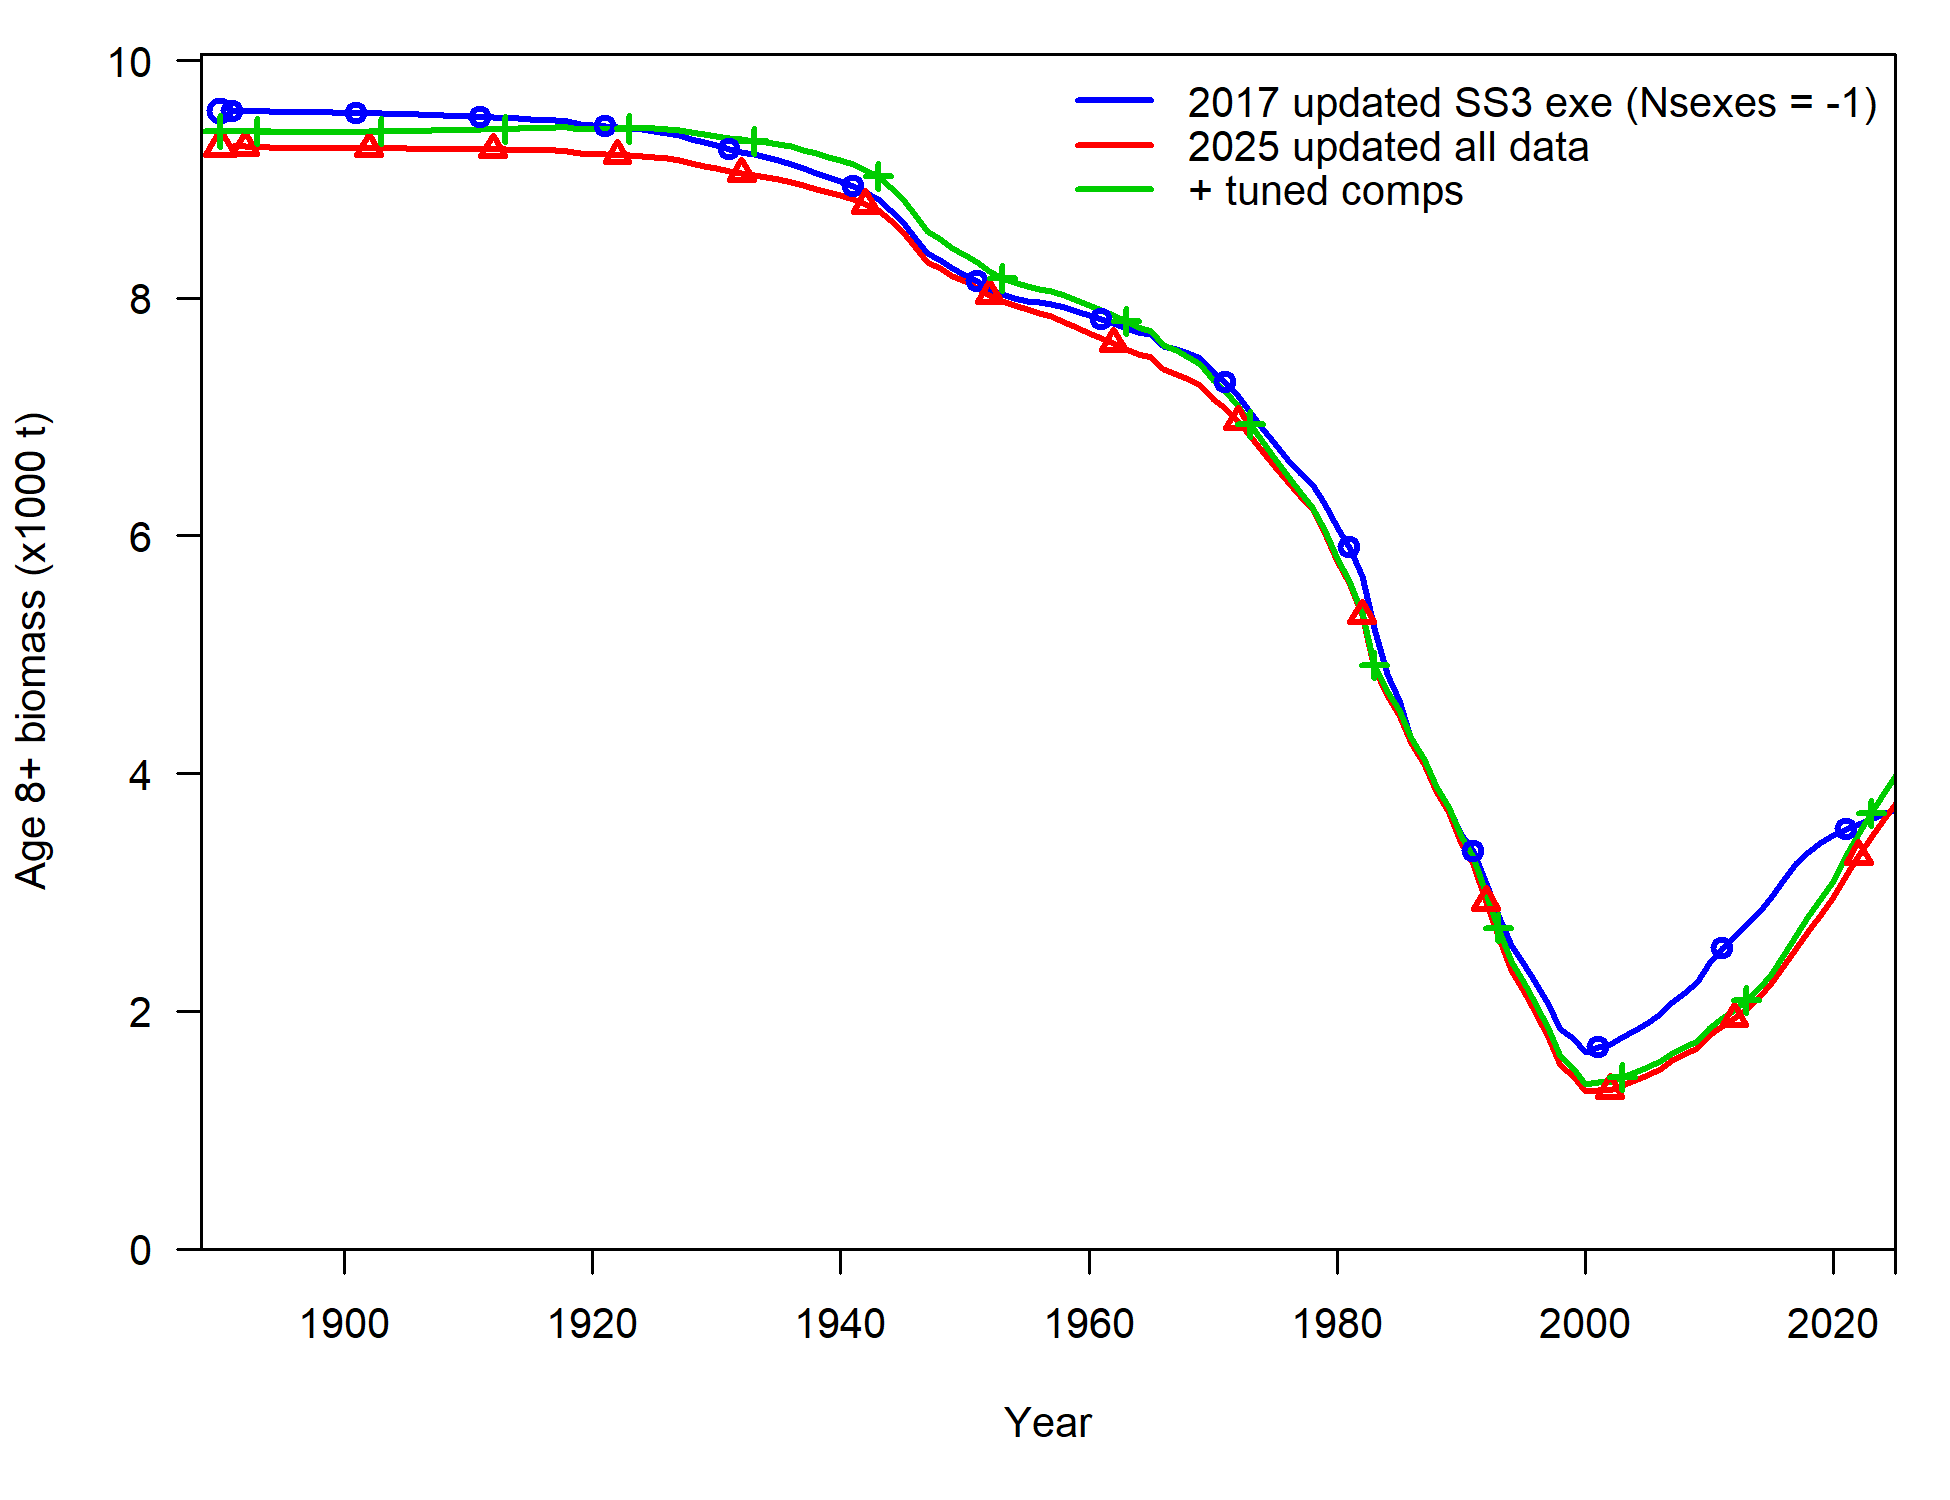 10
8
6
4
2
0
Age 8+ biomass (x1000 t)
2017 updated SS3 exe (Nsexes = -1)
2025 updated all data
+ tuned comps
1900 1920 1940 1960 1980 2000 2020
Year